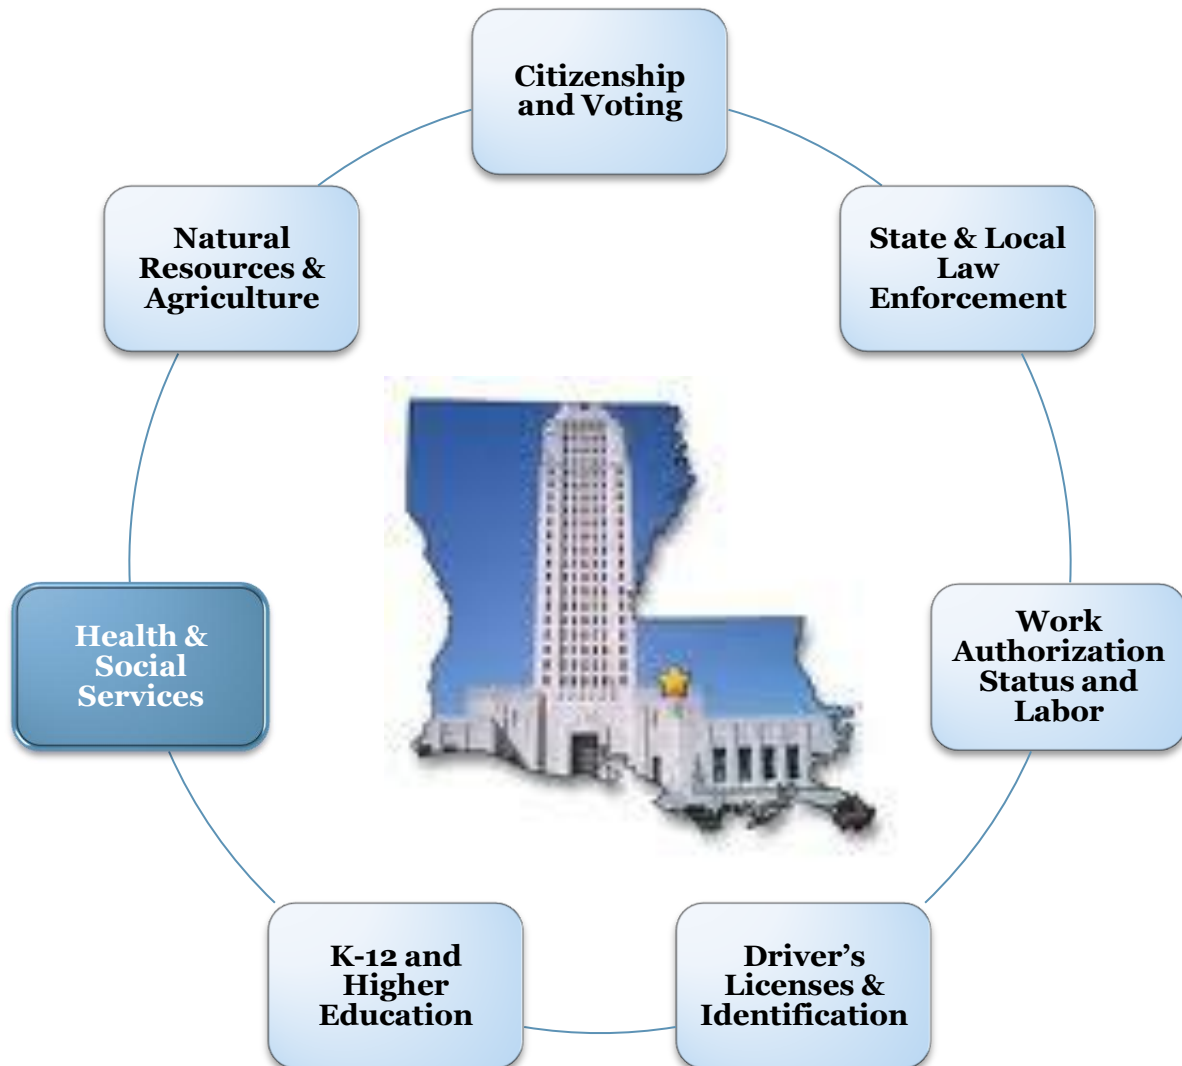 Citizenship
and Voting
State & Local
Law
Enforcement
Work
Authorization
Status and
Labor
Driver’s
Licenses &
Identification
K-12 and
Higher
Education
Health &
Social
Services
Natural
Resources &
Agriculture